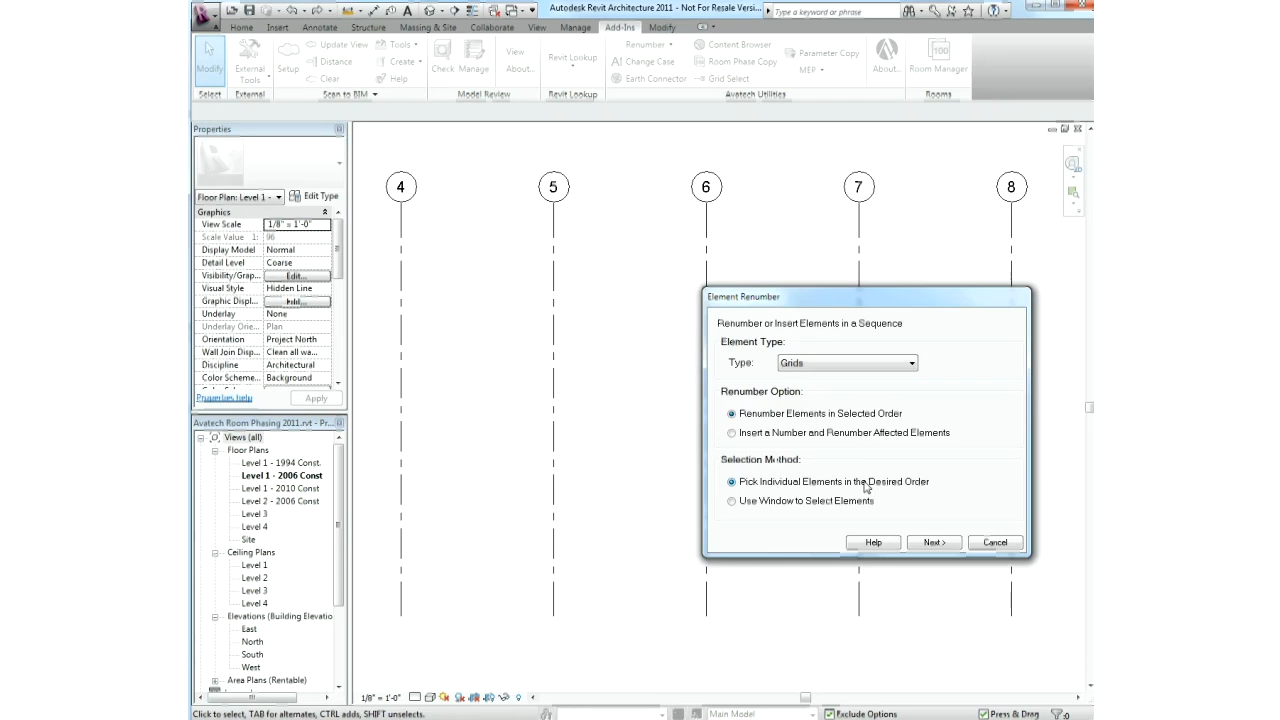 Autodesk Revit Architecture 2011 - Not For Resale Versi...
Type a keyword or phrase
Home Insert Annotate Structure Massing & Site Collaborate View Manage Add-Ins Modify
Modify
External Tools
Setup
Update View
Distance
Clear
Tools
Create
Help
Check
Manage
View
About...
Revit Lookup
Renumber
Change Case
Earth Connector
Content Browser
Room Phase Copy
Grid Select
Parameter Copy
MEP
About...
Room Manager
Select External Scan to BIM Model Review Revit Lookup Avatech Utilities Rooms
Properties
Floor Plan: Level 1 -
Edit Type
Graphics
View Scale 1/8" = 1'-0"
Scale Value 1: 96
Display Model Normal
Detail Level Coarse
Visibility/Grap... Edit...
Visual Style Hidden Line
Graphic Displ... Edit...
Underlay None
Underlay Orie... Plan
Orientation Project North
Wall Join Disp... Clean all wa...
Discipline Architectural
Color Scheme... Background
Properties help
Apply
Avatech Room Phasing 2011.rvt - Pr...
Views (all)
Floor Plans
Level 1 - 1994 Const.
Level 1 - 2006 Const
Level 1 - 2010 Const
Level 2 - 2006 Const
Level 3
Level 4
Site
Ceiling Plans
Level 1
Level 2
Level 3
Level 4
Elevations (Building Elevatio
East
North
South
West
Area Plans (Rentable)
4 5 6 7 8
Element Renumber
Renumber or Insert Elements in a Sequence
Element Type:
Type: Grids
Renumber Option:
Renumber Elements in Selected Order
Insert a Number and Renumber Affected Elements
Selection Method:
Pick Individual Elements in the Desired Order
Use Window to Select Elements
Help Next > Cancel
1/8" = 1'-0"
Click to select, TAB for alternates, CTRL adds, SHIFT unselects.
Main Model
Exclude Options
Press & Drag
:0